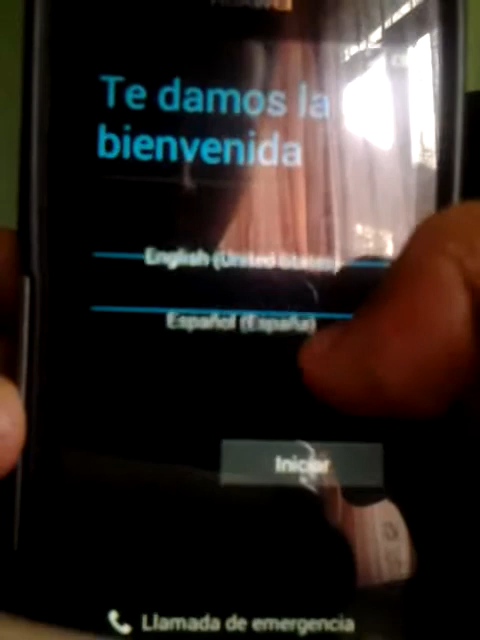 Te damos la
bienvenida
English (United States)
Español (España)
Iniciar
Llamada de emergencia